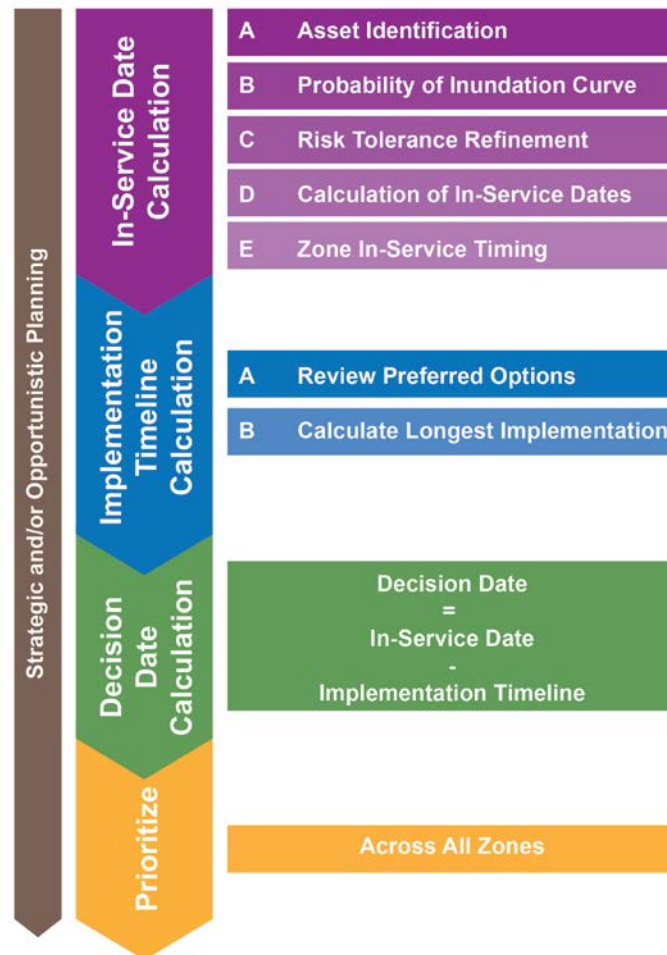 Strategic and/or Opportunistic Planning
In-Service Date
Calculation
A Asset Identification
B Probability of Inundation Curve
C Risk Tolerance Refinement
D Calculation of In-Service Dates
E Zone In-Service Timing
Implementation
Timeline
Calculation
A Review Preferred Options
B Calculate Longest Implementation
Decision
Date
Calculation
Decision Date
=
In-Service Date
-
Implementation Timeline
Prioritize
Across All Zones